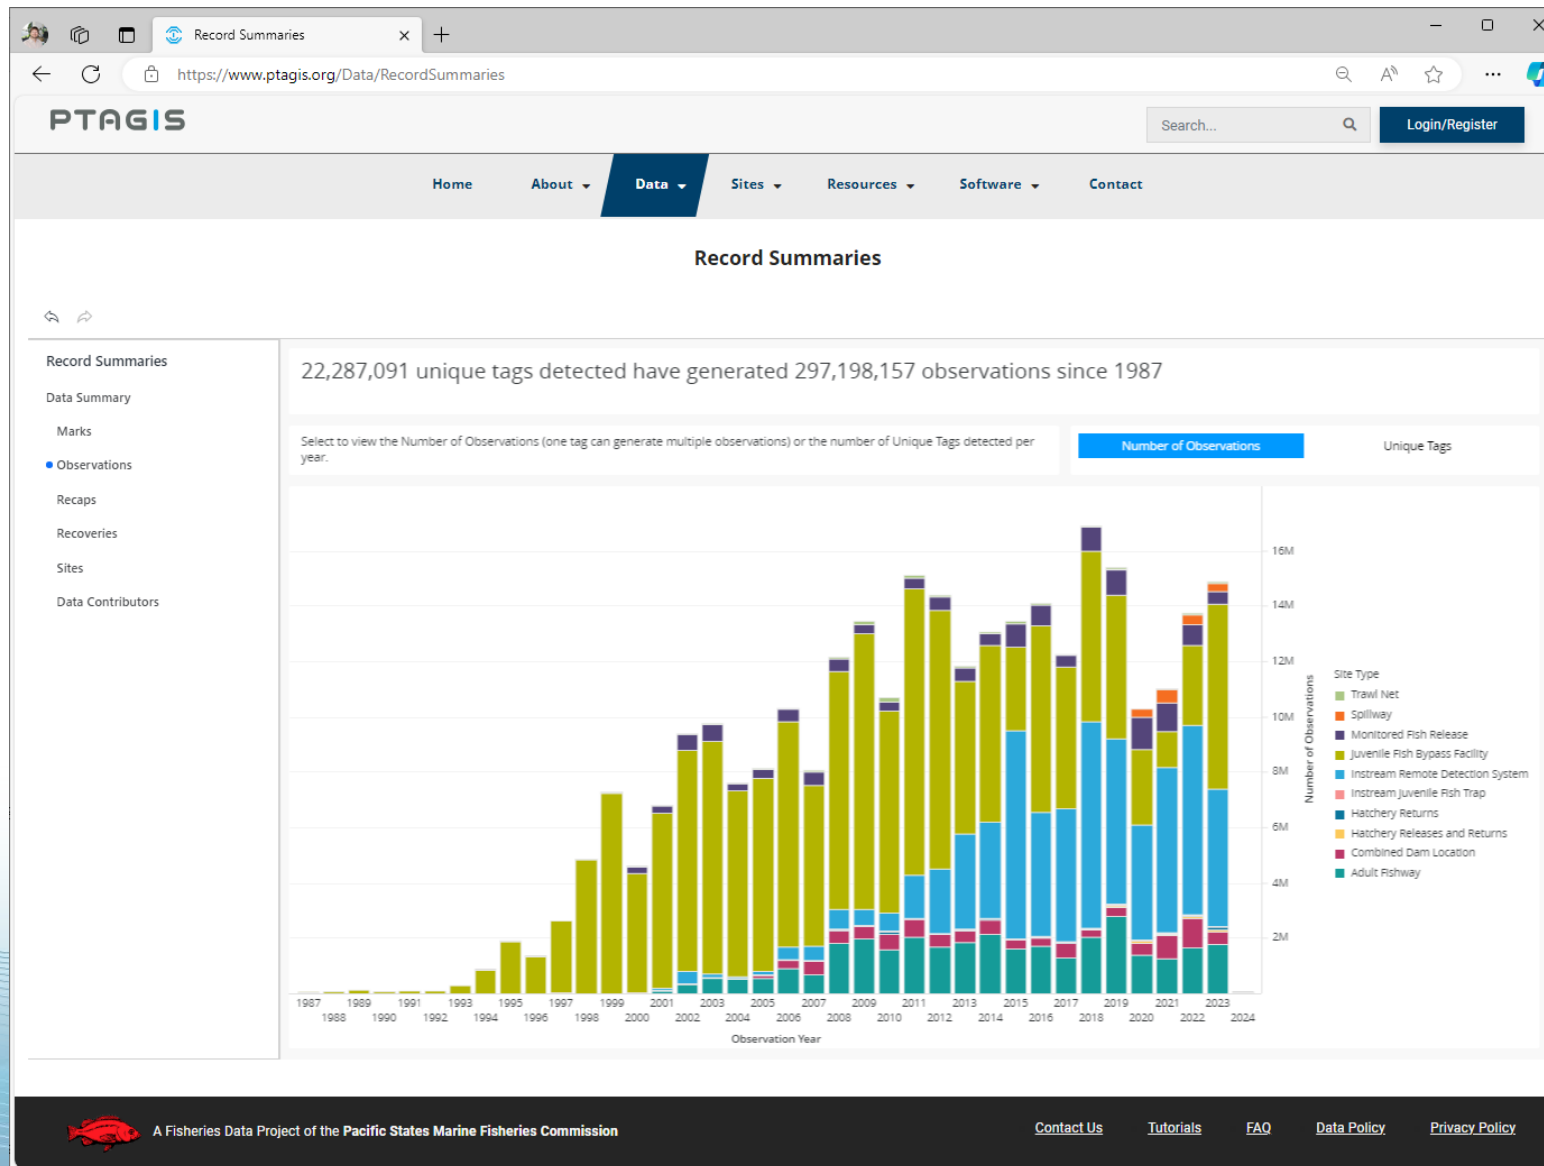 Record Summaries
https://www.ptagis.org/Data/RecordSummaries
PTAGIS
Search...
Login/Register
Home About Data Sites Resources Software Contact
Record Summaries
Record Summaries
Data Summary
Marks
Observations
Recaps
Recoveries
Sites
Data Contributors
22,287,091 unique tags detected have generated 297,198,157 observations since 1987
Select to view the Number of Observations (one tag can generate multiple observations) or the number of Unique Tags detected per
year.
Number of Observations
Unique Tags
16M
14M
12M
10M
8M
6M
4M
2M
Number of Observations
Site Type
Trawl Net
Spillway
Monitored Fish Release
Juvenile Fish Bypass Facility
Instream Remote Detection System
Instream Juvenile Fish Trap
Hatchery Returns
Hatchery Releases and Returns
Combined Dam Location
Adult Fishway
1987 1989 1991 1993 1995 1997 1999 2001 2003 2005 2007 2009 2011 2013 2015 2017 2019 2021 2023
1988 1990 1992 1994 1996 1998 2000 2002 2004 2006 2008 2010 2012 2014 2016 2018 2020 2022 2024
Observation Year
A Fisheries Data Project of the Pacific States Marine Fisheries Commission
Contact Us Tutorials FAQ Data Policy Privacy Policy